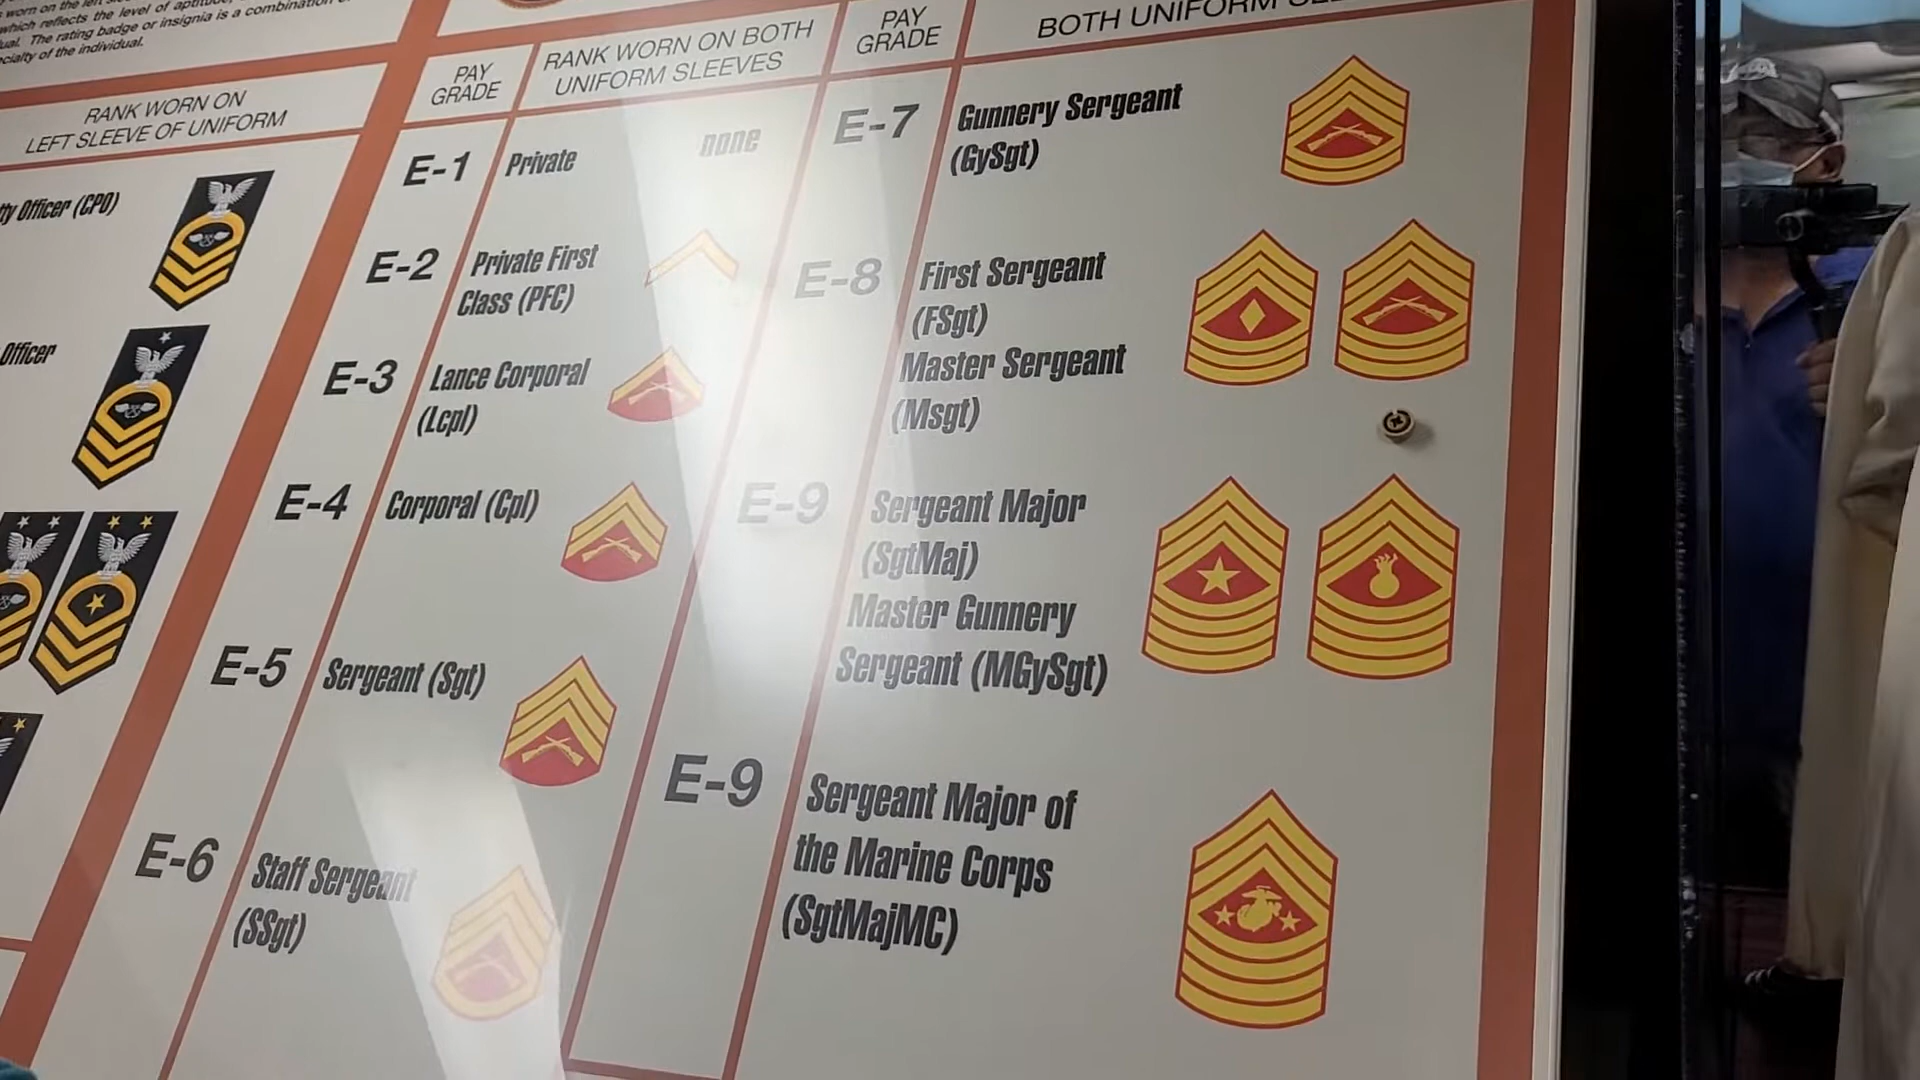 worn on the left
which reflects the level of aptitude,
The rating badge or insignia is a combination
of the individual.
RANK WORN ON
LEFT SLEEVE OF UNIFORM
Officer (CPO)
Officer
PAY
GRADE
RANK WORN ON BOTH
UNIFORM SLEEVES
E-1
Private
none
E-2
Private First
Class (PFC)
E-3
Lance Corporal
(Lcpl)
E-4
Corporal (Cpl)
E-5
Sergeant (Sgt)
E-6
Staff Sergeant
(SSgt)
PAY
GRADE
BOTH UNIFORM
E-7
Gunnery Sergeant
(GySgt)
E-8
First Sergeant
(FSgt)
Master Sergeant
(Msgt)
E-9
Sergeant Major
(SgtMaj)
Master Gunnery
Sergeant (MGySgt)
E-9
Sergeant Major of
the Marine Corps
(SgtMajMC)